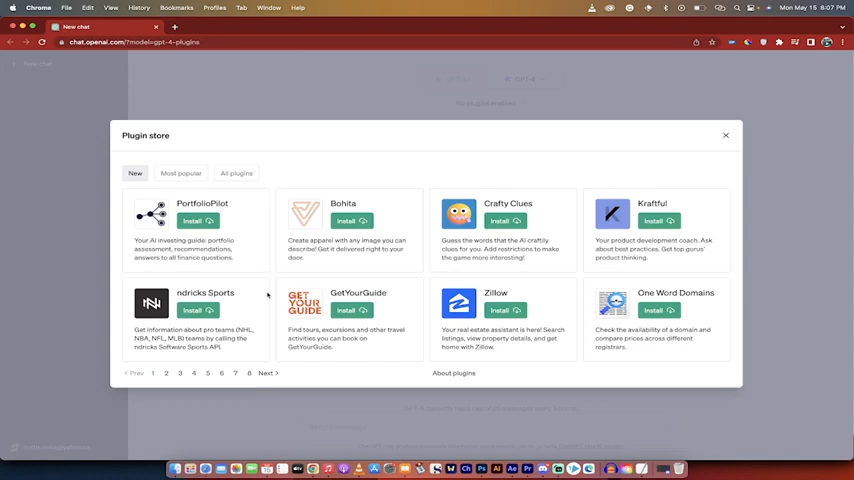 Chrome File Edit View History Bookmarks Profiles Tab Window Help Mon May 15 8:07 PM
New chat
chat.openai.com/?model=gpt-4-plugins
New chat
No plugins enabled
Plugin store
New Most popular All plugins
PortfolioPilot
Install
Your AI investing guide: portfolio
assessment, recommendations,
answers to all finance questions.
Bohita
Install
Create apparel with any image you can
describe! Get it delivered right to your
door.
Crafty Clues
Install
Guess the words that the AI craftily
clues for you. Add restrictions to make
the game more interesting!
Kraftful
Install
Your product development coach. Ask
about best practices. Get top gurus'
product thinking.
ndricks Sports
Install
Get information about pro teams (NHL,
NBA, NFL, MLB) teams by calling the
ndricks Software Sports API.
GET
YOUR
GUIDE
GetYourGuide
Install
Find tours, excursions and other travel
activities you can book on
GetYourGuide.
Zillow
Install
Your real estate assistant is here! Search
listings, view property details, and get
home with Zillow.
One Word Domains
Install
Check the availability of a domain and
compare prices across different
registrars.
Prev 1 2 3 4 5 6 7 8 Next
About plugins